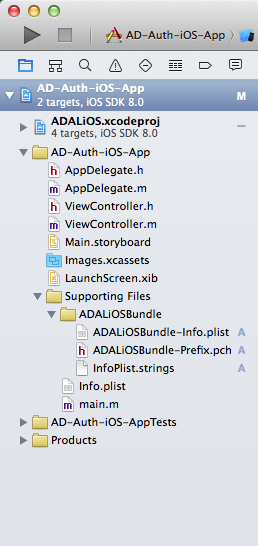 AD-Auth-iOS-App
AD-Auth-iOS-App
2 targets, iOS SDK 8.0
M
ADALiOS.xcodeproj
4 targets, iOS SDK 8.0
AD-Auth-iOS-App
h AppDelegate.h
m AppDelegate.m
h ViewController.h
m ViewController.m
Main.storyboard
Images.xcassets
LaunchScreen.xib
Supporting Files
ADALiOSBundle
ADALiOSBundle-Info.plist A
h ADALiOSBundle-Prefix.pch A
InfoPlist.strings A
Info.plist
m main.m
AD-Auth-iOS-AppTests
Products